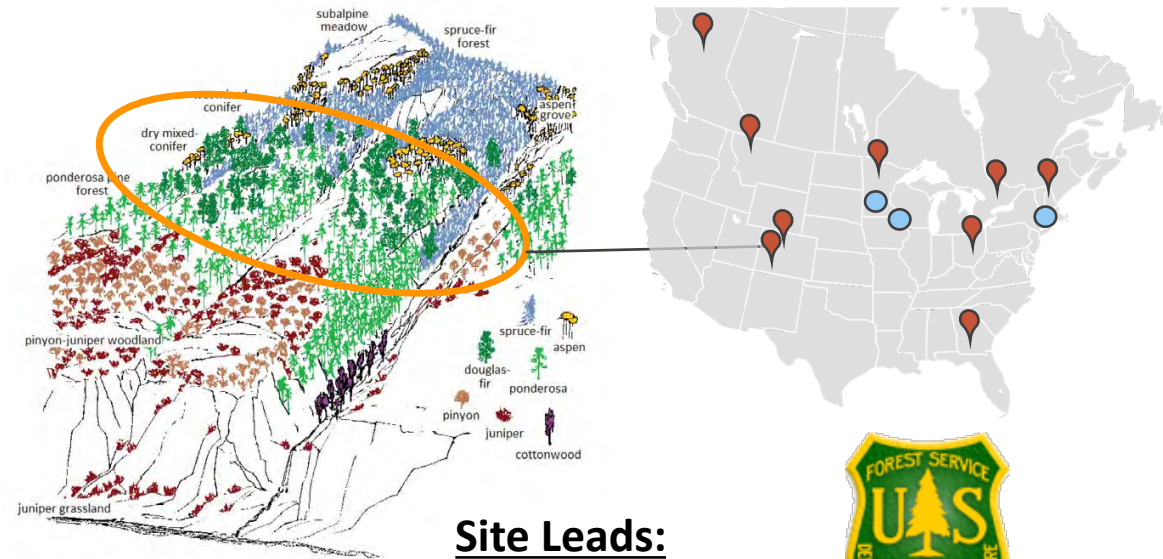 subalpine
meadow
spruce-fir
forest
conifer
aspen
grove
dry mixed-
conifer
ponderosa pine
forest
spruce-fir
aspen
pinyon-juniper woodland
douglas-
fir
ponderosa
pinyon
juniper
cottonwood
juniper grassland
Site Leads:
FOREST SERVICE
U S